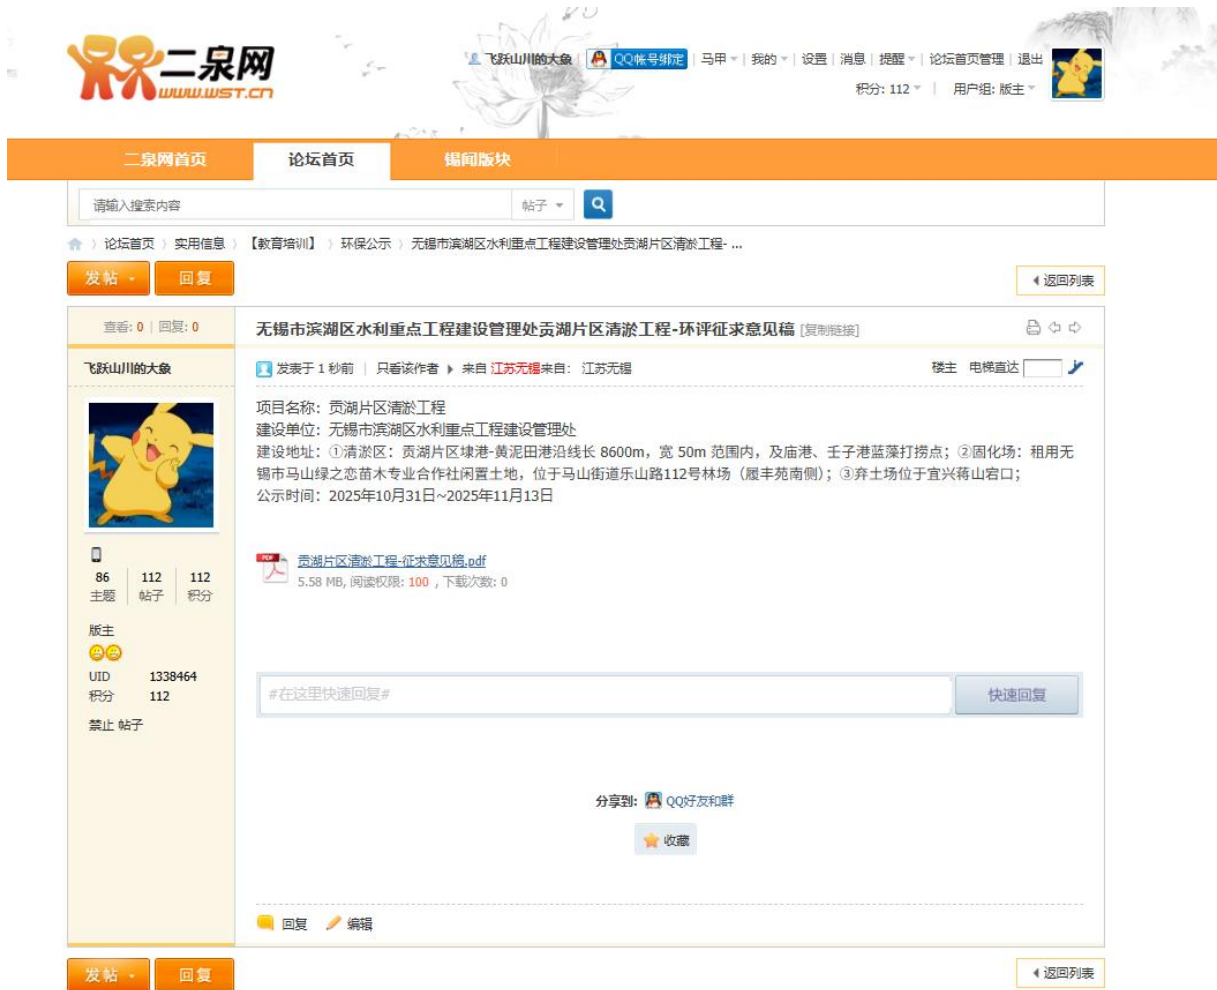 二泉网
www.wst.cn
飞跃山川的大象 | QQ帐号绑定 | 马甲 | 我的 | 设置 | 消息 | 提醒 | 论坛首页管理 | 退出
积分: 112 | 用户组: 版主
二泉网首页 论坛首页 锡间版块
请输入搜索内容 帖子
论坛首页 〉 实用信息 〉 【教育培训】 〉 环保公示 〉 无锡市滨湖区水利重点工程建设管理处贡湖片区清淤工程- ...
发帖 回复 返回列表
查看: 0 | 回复: 0
无锡市滨湖区水利重点工程建设管理处贡湖片区清淤工程-环评征求意见稿 [复制链接]
飞跃山川的大象
发表于 1 秒前 | 只看该作者 来自 江苏无锡来自: 江苏无锡 楼主 电梯直达
项目名称：贡湖片区清淤工程
建设单位：无锡市滨湖区水利重点工程建设管理处
建设地址：①清淤区：贡湖片区埭港-黄泥田港沿线长 8600m，宽 50m 范围内，及庙港、壬子港蓝藻打捞点；②固化场：租用无
锡市马山绿之恋苗木专业合作社闲置土地，位于马山街道乐山路112号林场（履丰苑南侧）；③弃土场位于宜兴蒋山宕口；
公示时间：2025年10月31日~2025年11月13日
PDF
贡湖片区清淤工程-征求意见稿.pdf
5.58 MB, 阅读权限: 100 , 下载次数: 0
86 112 112
主题 帖子 积分
版主
UID 1338464
积分 112
禁止 帖子
#在这里快速回复# 快速回复
分享到: QQ好友和群
收藏
回复 编辑
发帖 回复 返回列表